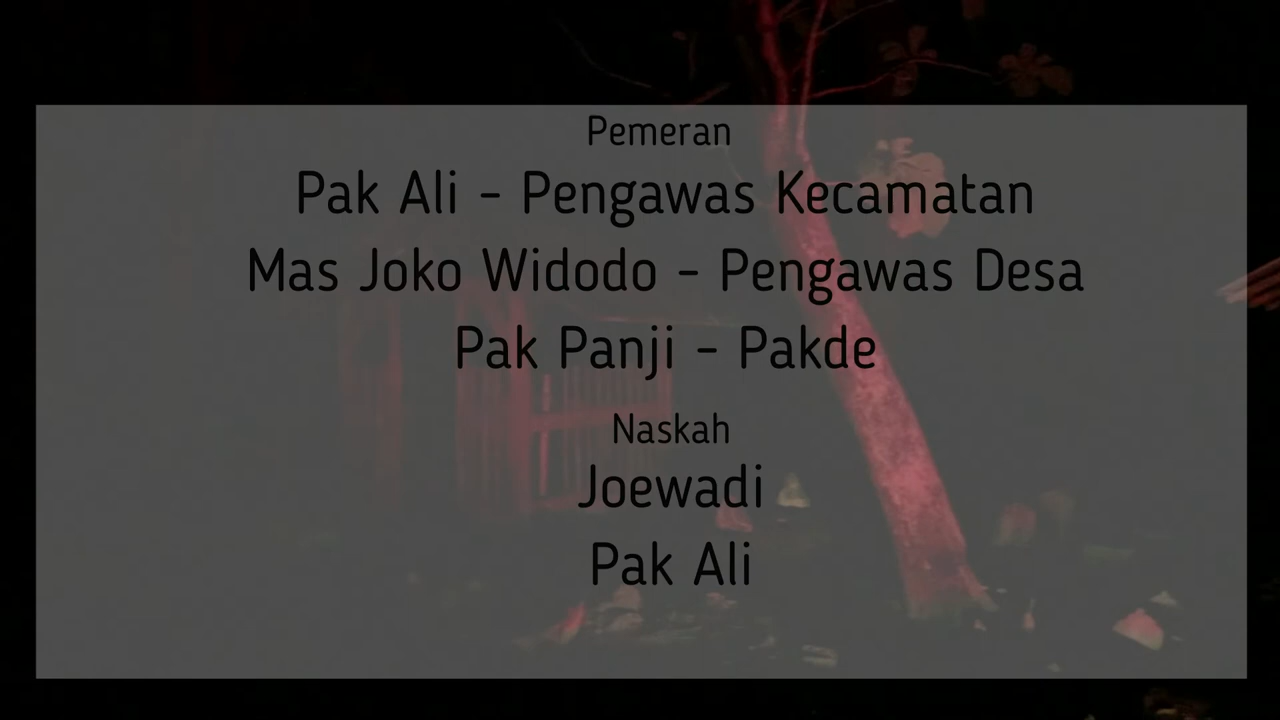 Pemeran
Pak Ali - Pengawas Kecamatan
Mas Joko Widodo - Pengawas Desa
Pak Panji - Pakde
Naskah
Joewadi
Pak Ali